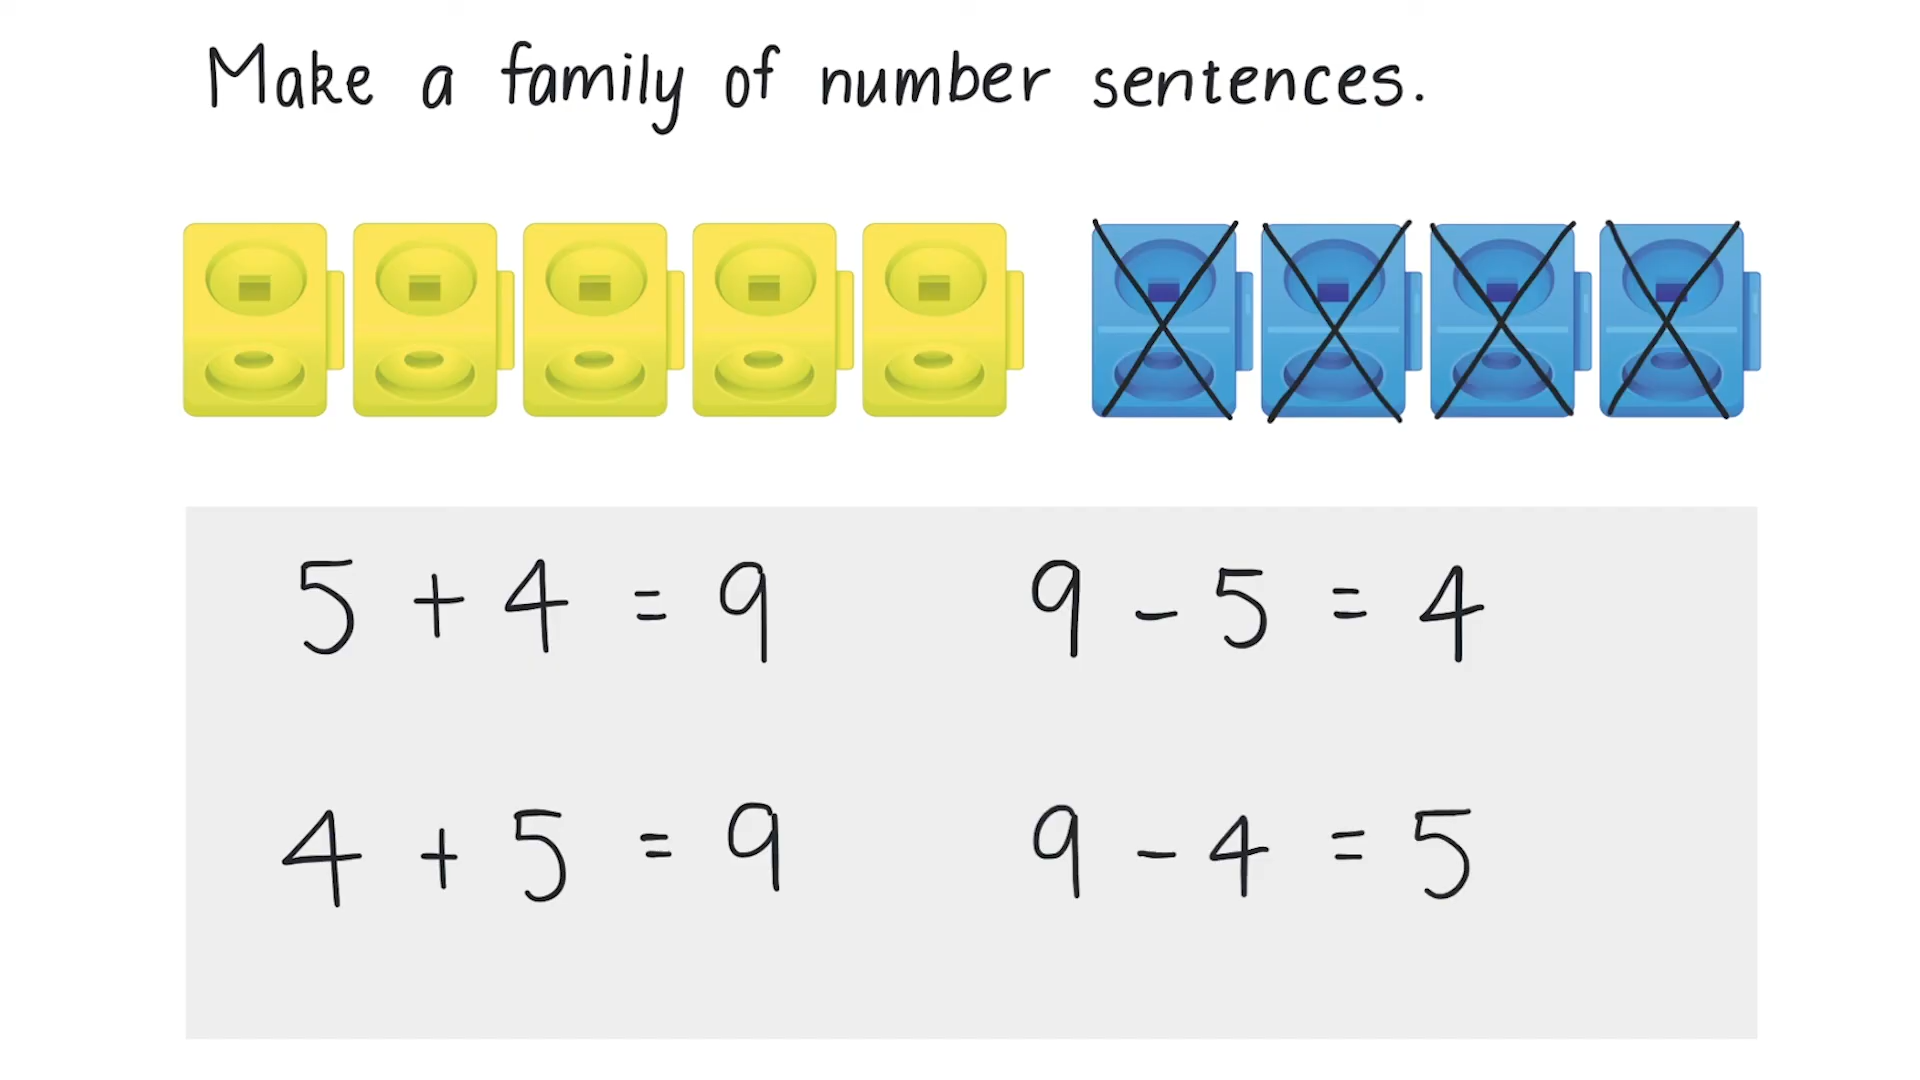 Make a family of number sentences.
5 + 4 = 9
9 - 5 = 4
4 + 5 = 9
9 - 4 = 5